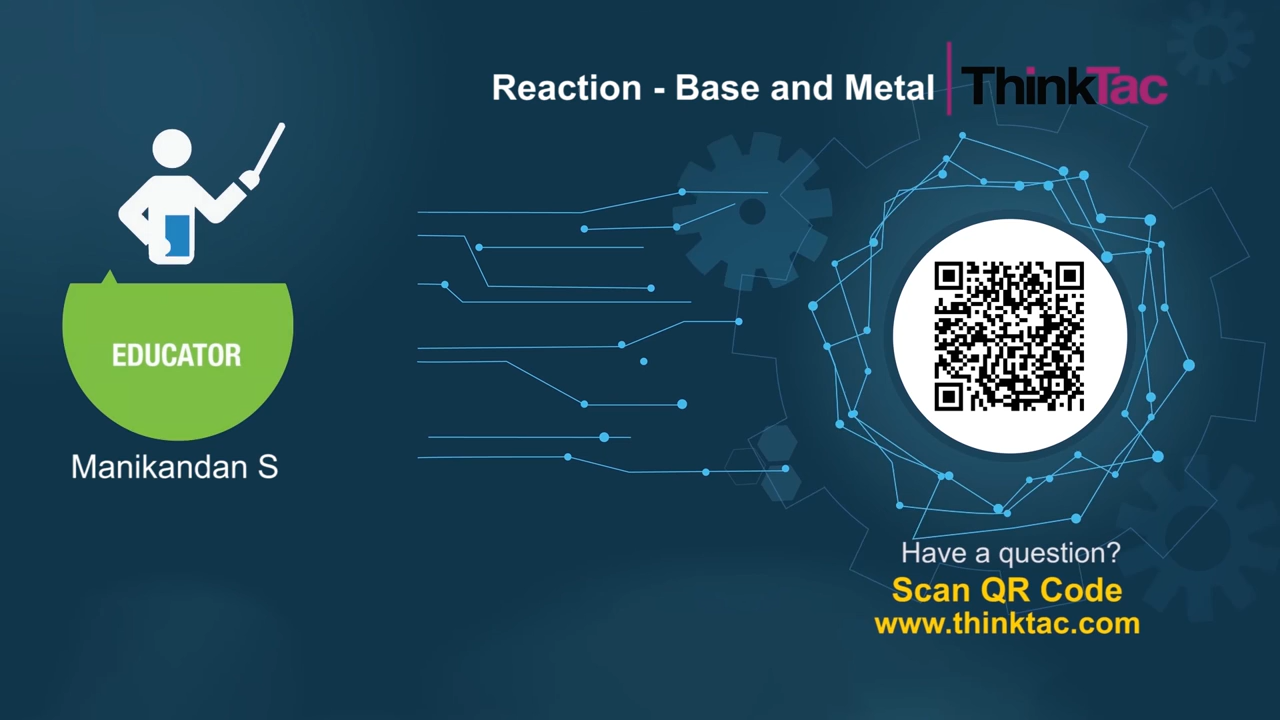 Reaction - Base and Metal
ThinkTac
EDUCATOR
Manikandan S
Have a question?
Scan QR Code
www.thinktac.com